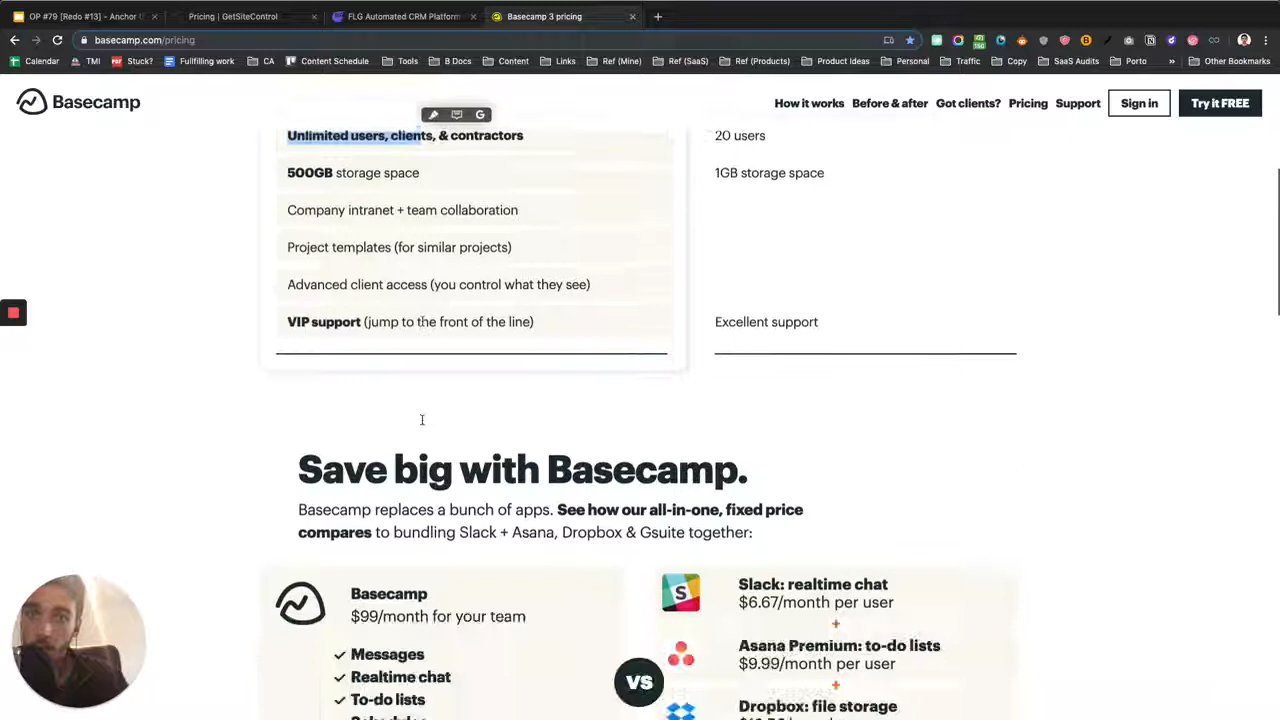 OP #79 [Redo #13] - Anchor
Pricing | GetSiteControl
FLG Automated CRM Platform
Basecamp 3 pricing
basecamp.com/pricing
Calendar
TMI
Stuck?
Fullfilling work
CA
Content Schedule
Tools
B Docs
Content
Links
Ref (Mine)
Ref (SaaS)
Ref (Products)
Product Ideas
Personal
Traffic
Copy
SaaS Audits
Porto
»
Other Bookmarks
Basecamp
How it works
Before & after
Got clients?
Pricing
Support
Sign in
Try it FREE
Unlimited users, clients, & contractors
20 users
500GB storage space
1GB storage space
Company intranet + team collaboration
Project templates (for similar projects)
Advanced client access (you control what they see)
VIP support (jump to the front of the line)
Excellent support
Save big with Basecamp.
Basecamp replaces a bunch of apps. See how our all-in-one, fixed price
compares to bundling Slack + Asana, Dropbox & Gsuite together:
Basecamp
$99/month for your team
✓ Messages
✓ Realtime chat
✓ To-do lists
VS
Slack: realtime chat
$6.67/month per user
+
Asana Premium: to-do lists
$9.99/month per user
+
Dropbox: file storage